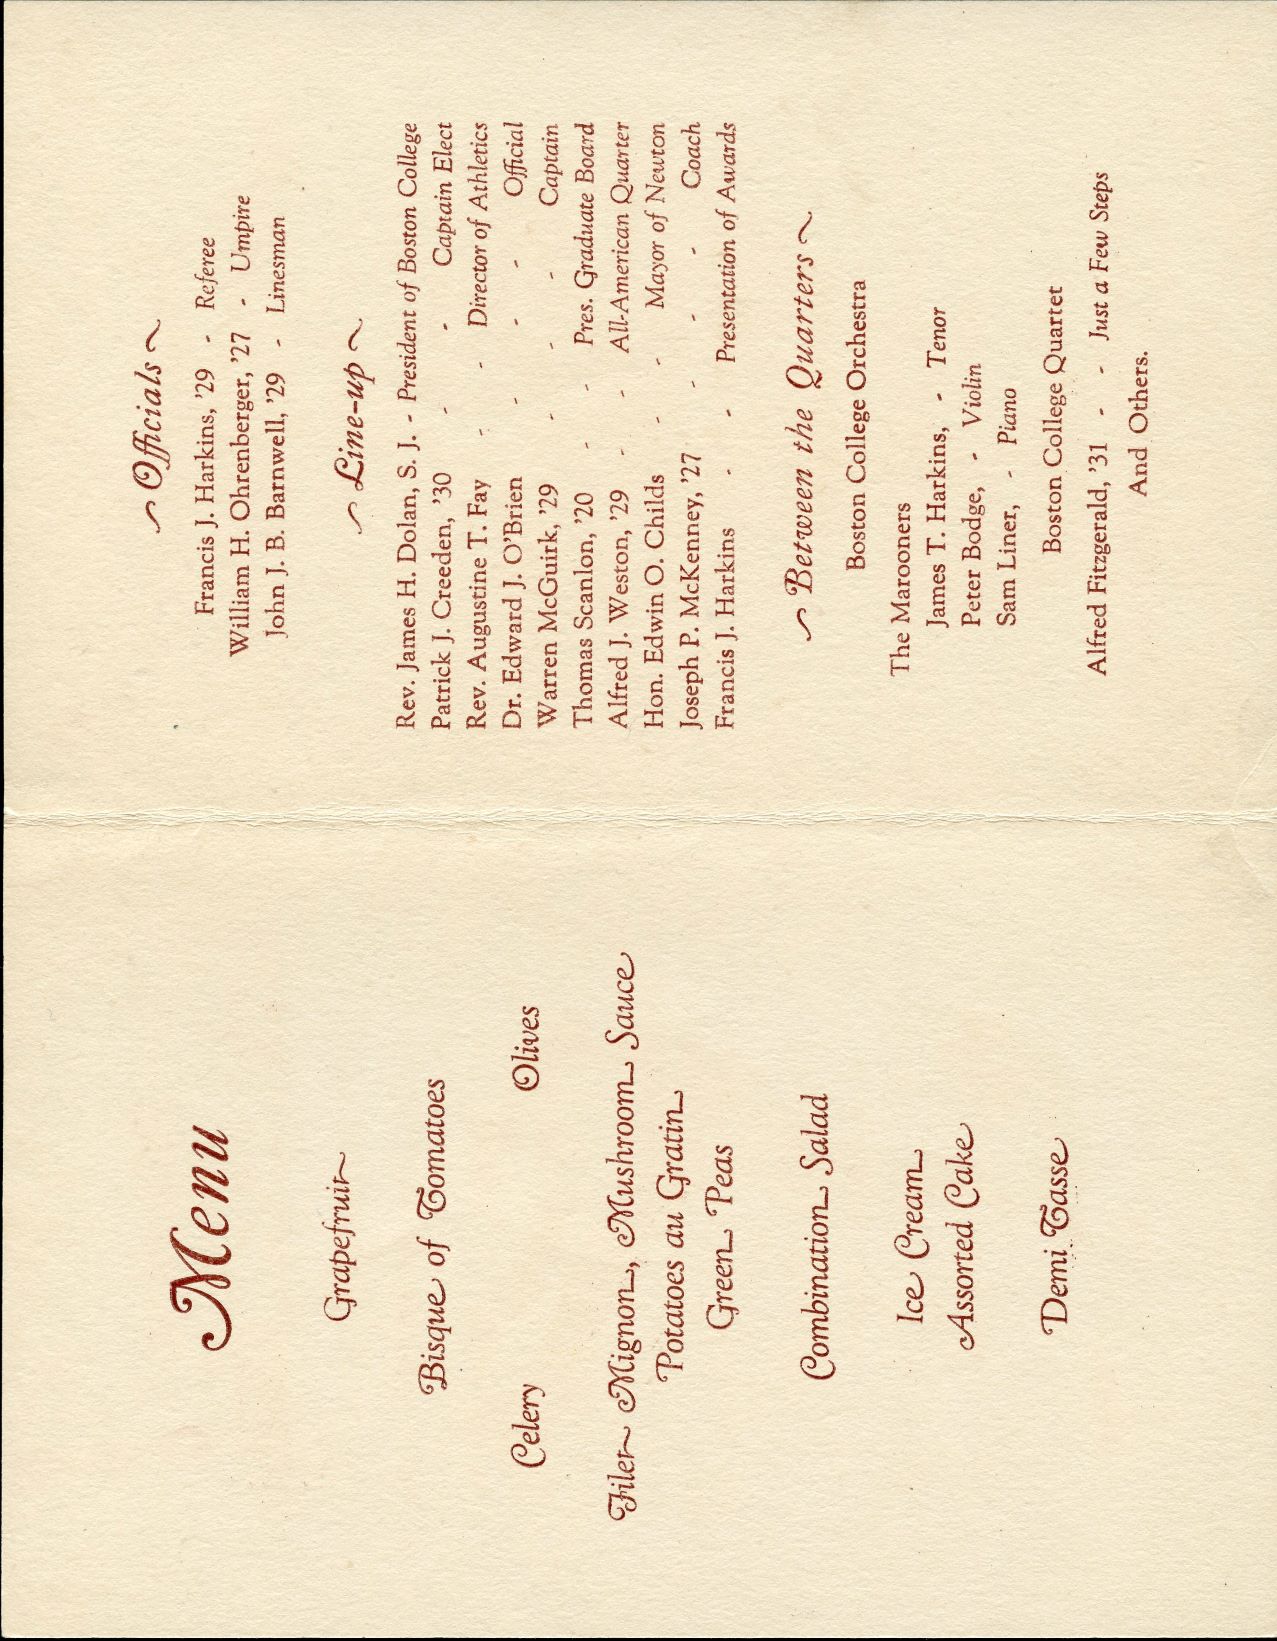 Menu
Grapefruit
Bisque of Tomatoes
Celery Olives
Filet Mignon, Mushroom Sauce
Potatoes au Gratin
Green Peas
Combination Salad
Ice Cream
Assorted Cake
Demi Tasse
Officials
Francis J. Harkins, '29 - Referee
William H. Ohrenberger, '27 - Umpire
John J. B. Barnwell, '29 - Linesman
Line-up
Rev. James H. Dolan, S. J. - President of Boston College
Patrick J. Creeden, '30 - - Captain Elect
Rev. Augustine T. Fay - - Director of Athletics
Dr. Edward J. O'Brien - - - Official
Warren McGuirk, '29 - - - Captain
Thomas Scanlon, '20 - - Pres. Graduate Board
Alfred J. Weston, '29 - - All-American Quarter
Hon. Edwin O. Childs - - Mayor of Newton
Joseph P. McKenney, '27 - - - Coach
Francis J. Harkins - - Presentation of Awards
Between the Quarters
Boston College Orchestra
The Marooners
James T. Harkins, - Tenor
Peter Bodge, - Violin
Sam Liner, - Piano
Boston College Quartet
Alfred Fitzgerald, '31 - - Just a Few Steps
And Others.